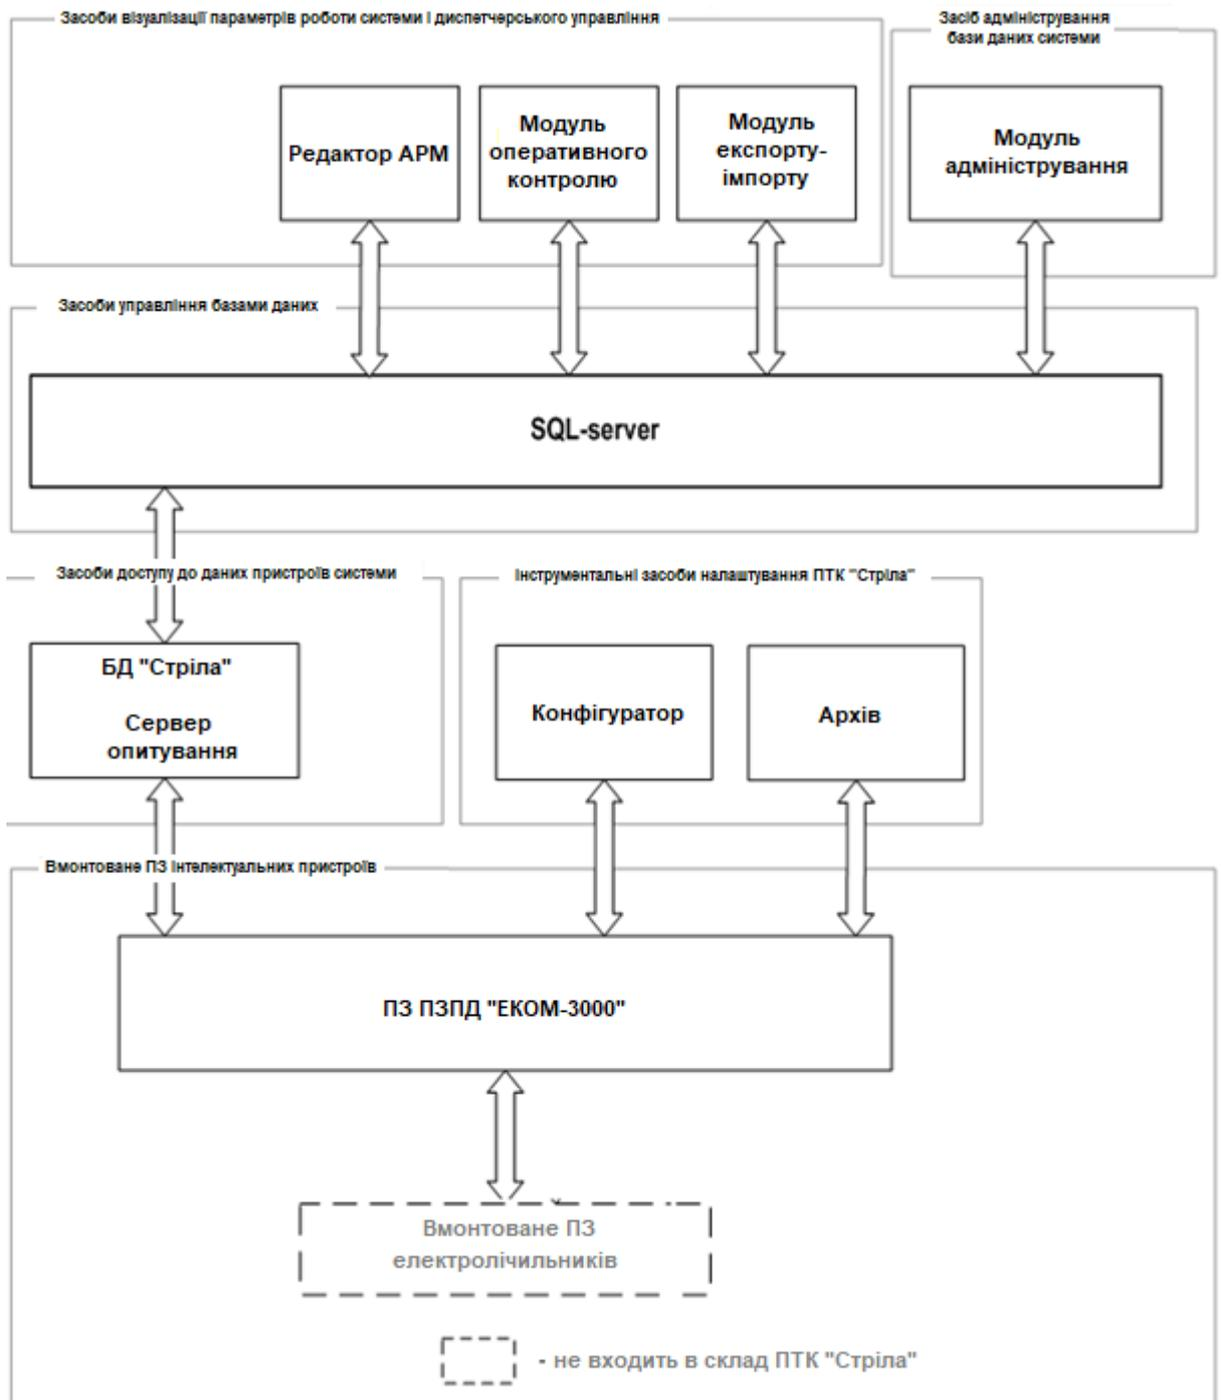 Засоби візуалізації параметрів роботи системи і диспетчерського управління
Засіб адміністрування
бази даних системи
Редактор АРМ
Модуль
оперативного
контролю
Модуль
експорту-
імпорту
Модуль
адміністрування
Засоби управління базами даних
SQL-server
Засоби доступу до даних пристроїв системи
Інструментальні засоби налаштування ПТК "Стріла"
БД "Стріла"
Сервер
опитування
Конфігуратор
Архів
Вмонтоване ПЗ інтелектуальних пристроїв
ПЗ ПЗПД "ЕКОМ-3000"
Вмонтоване ПЗ
електролічильників
- не входить в склад ПТК "Стріла"